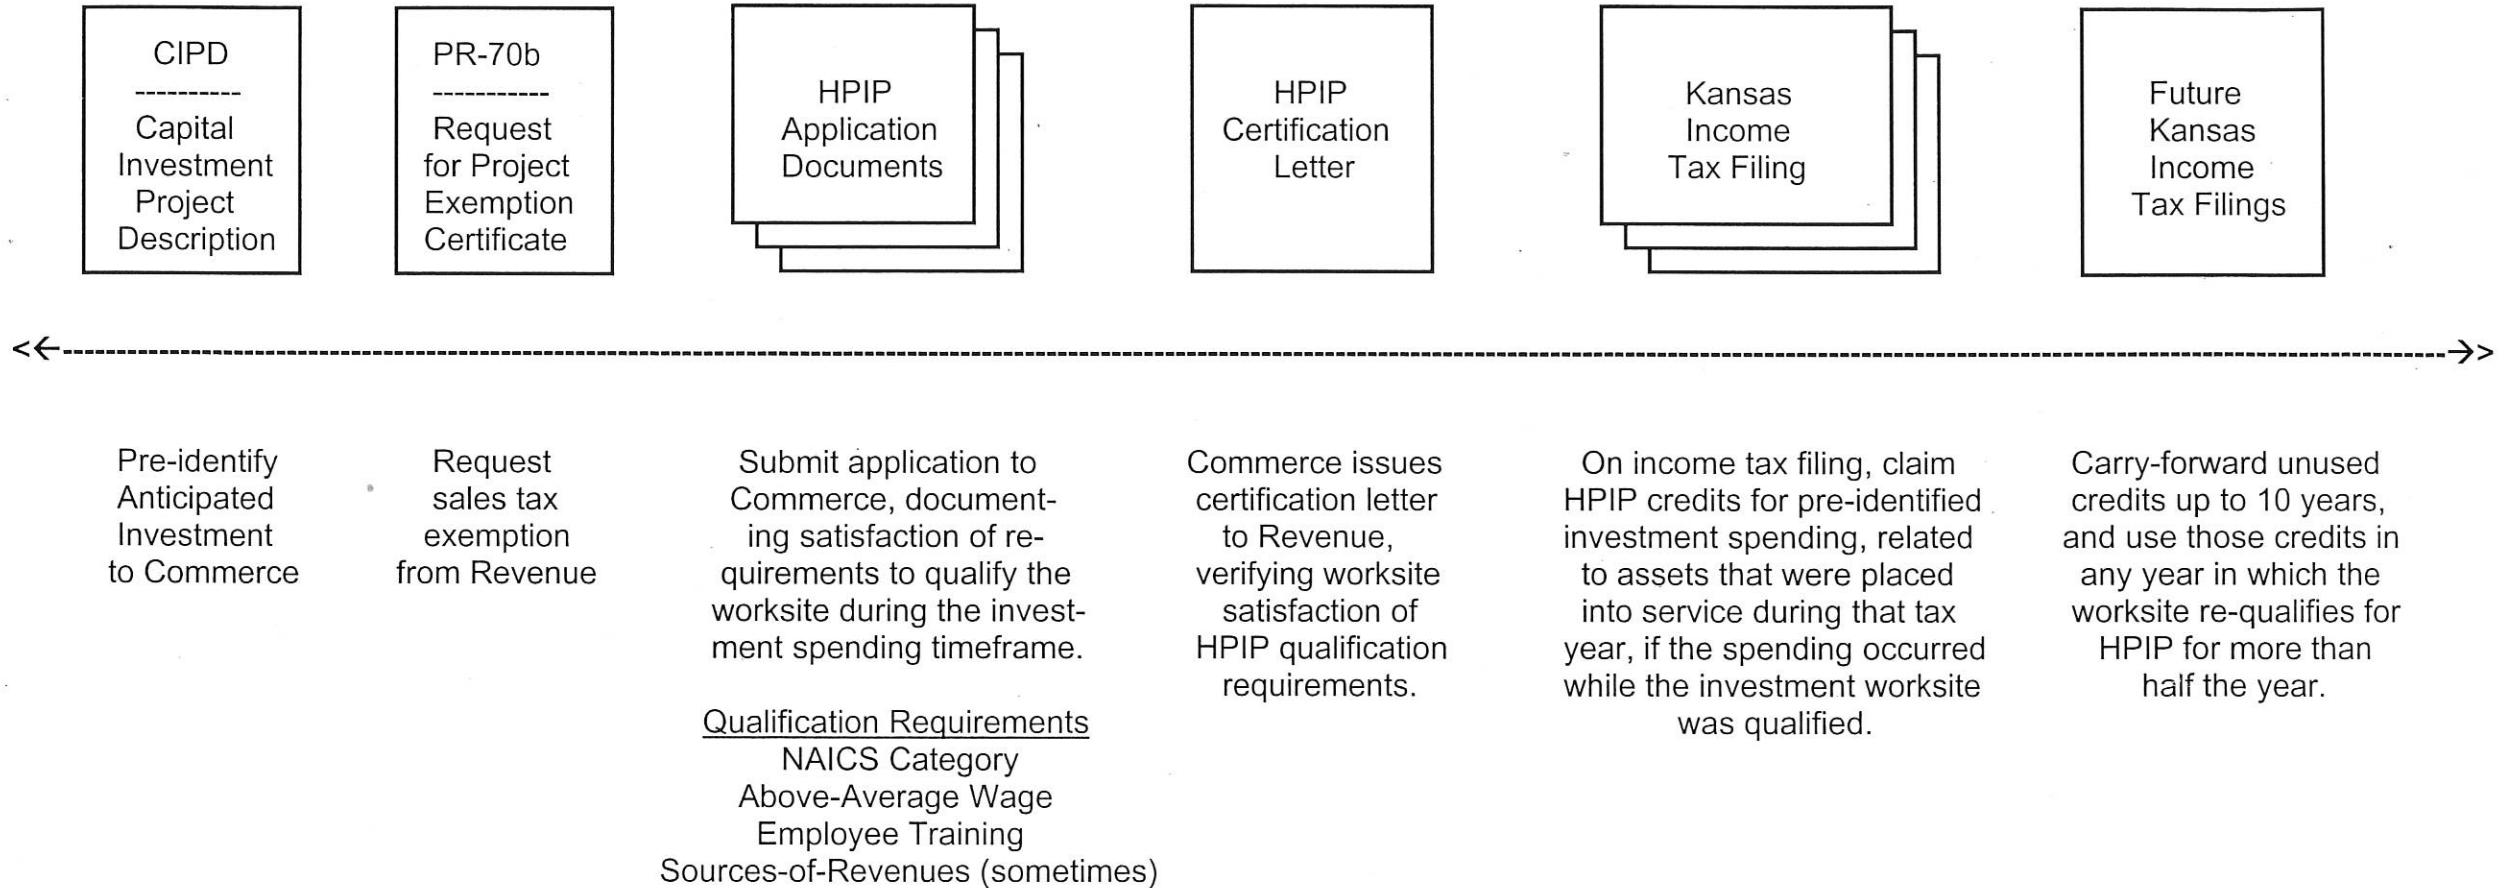 CIPD
----------
Capital
Investment
Project
Description
PR-70b
-----------
Request
for Project
Exemption
Certificate
HPIP
Application
Documents
HPIP
Certification
Letter
Kansas
Income
Tax Filing
Future
Kansas
Income
Tax Filings
Pre-identify
Anticipated
Investment
to Commerce
Request
sales tax
exemption
from Revenue
Submit application to
Commerce, document-
ing satisfaction of re-
quirements to qualify the
worksite during the invest-
ment spending timeframe.
Qualification Requirements
NAICS Category
Above-Average Wage
Employee Training
Sources-of-Revenues (sometimes)
Commerce issues
certification letter
to Revenue,
verifying worksite
satisfaction of
HPIP qualification
requirements.
On income tax filing, claim
HPIP credits for pre-identified
investment spending, related
to assets that were placed
into service during that tax
year, if the spending occurred
while the investment worksite
was qualified.
Carry-forward unused
credits up to 10 years,
and use those credits in
any year in which the
worksite re-qualifies for
HPIP for more than
half the year.